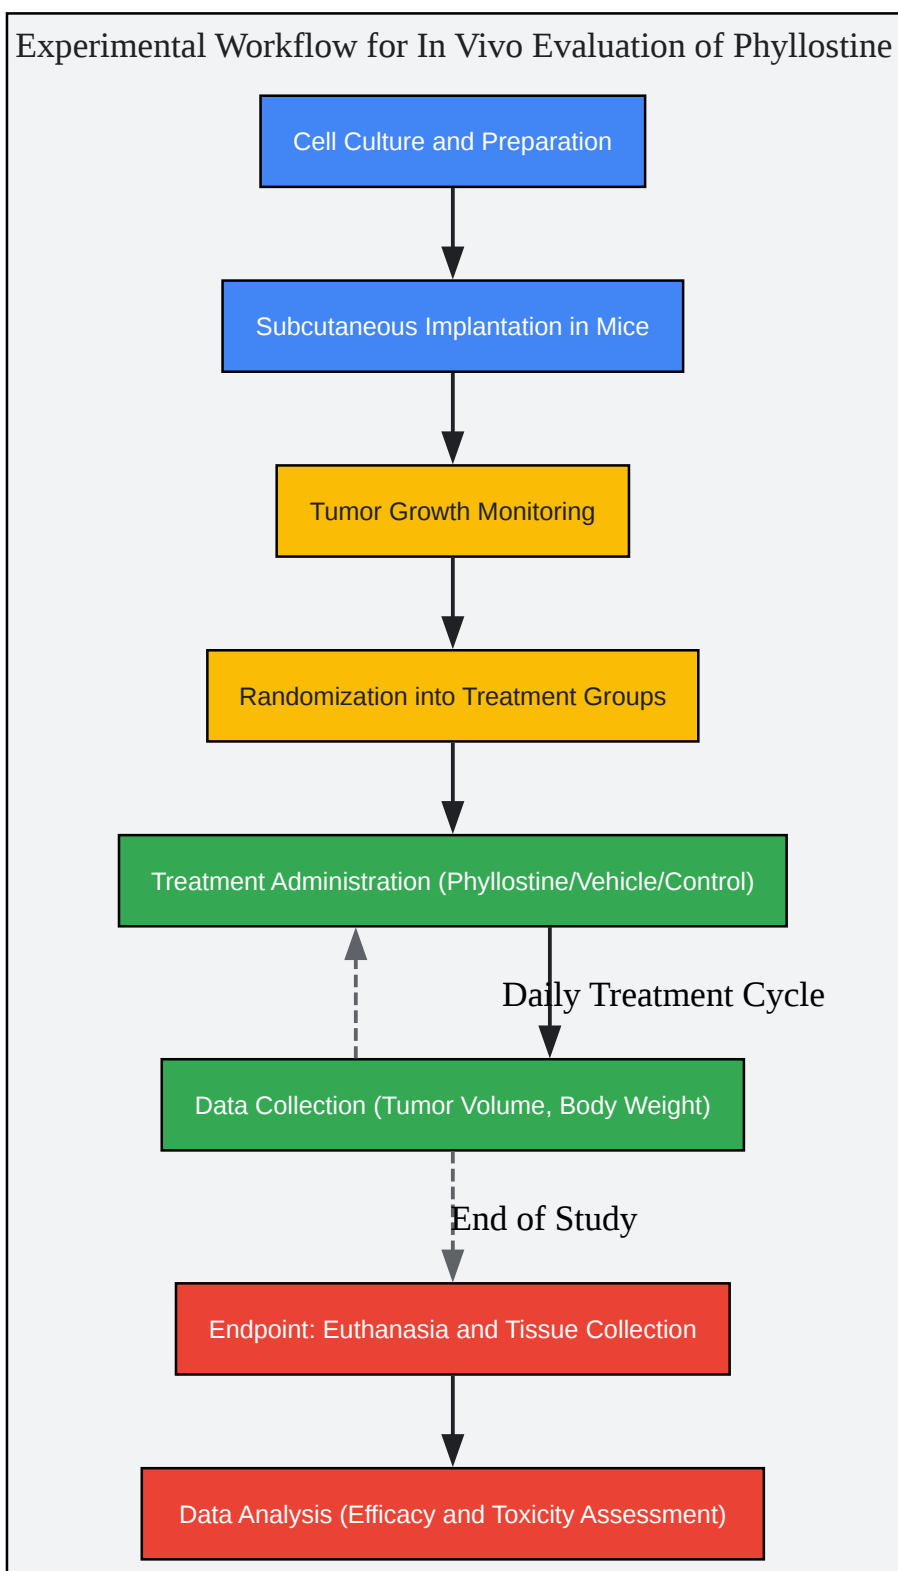 Experimental Workflow for In Vivo Evaluation of Phyllostine
Cell Culture and Preparation
Subcutaneous Implantation in Mice
Tumor Growth Monitoring
Randomization into Treatment Groups
Treatment Administration (Phyllostine/Vehicle/Control)
Daily Treatment Cycle
Data Collection (Tumor Volume, Body Weight)
End of Study
Endpoint: Euthanasia and Tissue Collection
Data Analysis (Efficacy and Toxicity Assessment)